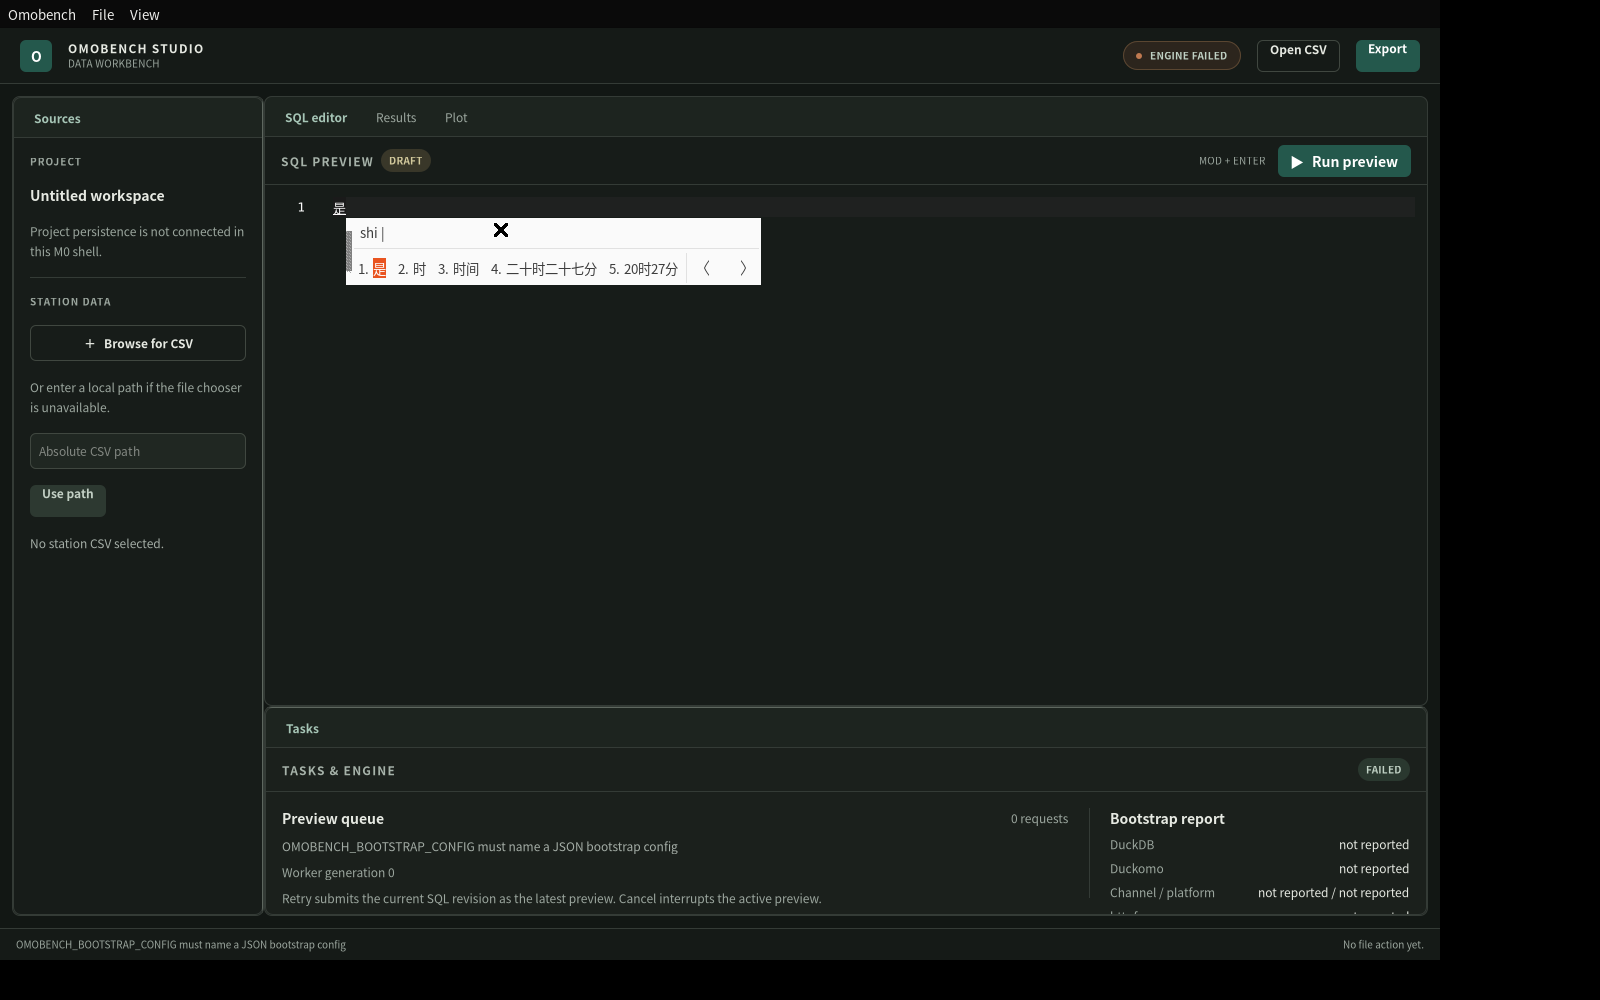 Omobench File View
O
OMOBENCH STUDIO
DATA WORKBENCH
ENGINE FAILED
Open CSV
Export
Sources
PROJECT
Untitled workspace
Project persistence is not connected in
this M0 shell.
STATION DATA
+ Browse for CSV
Or enter a local path if the file chooser
is unavailable.
Absolute CSV path
Use path
No station CSV selected.
SQL editor Results Plot
SQL PREVIEW DRAFT
MOD + ENTER
Run preview
1 是
shi |
1. 是 2. 时 3. 时间 4. 二十时二十七分 5. 20时27分 〈 〉
Tasks
TASKS & ENGINE
FAILED
Preview queue 0 requests
OMOBENCH_BOOTSTRAP_CONFIG must name a JSON bootstrap config
Worker generation 0
Retry submits the current SQL revision as the latest preview. Cancel interrupts the active preview.
Bootstrap report
DuckDB not reported
Duckomo not reported
Channel / platform not reported / not reported
OMOBENCH_BOOTSTRAP_CONFIG must name a JSON bootstrap config
No file action yet.